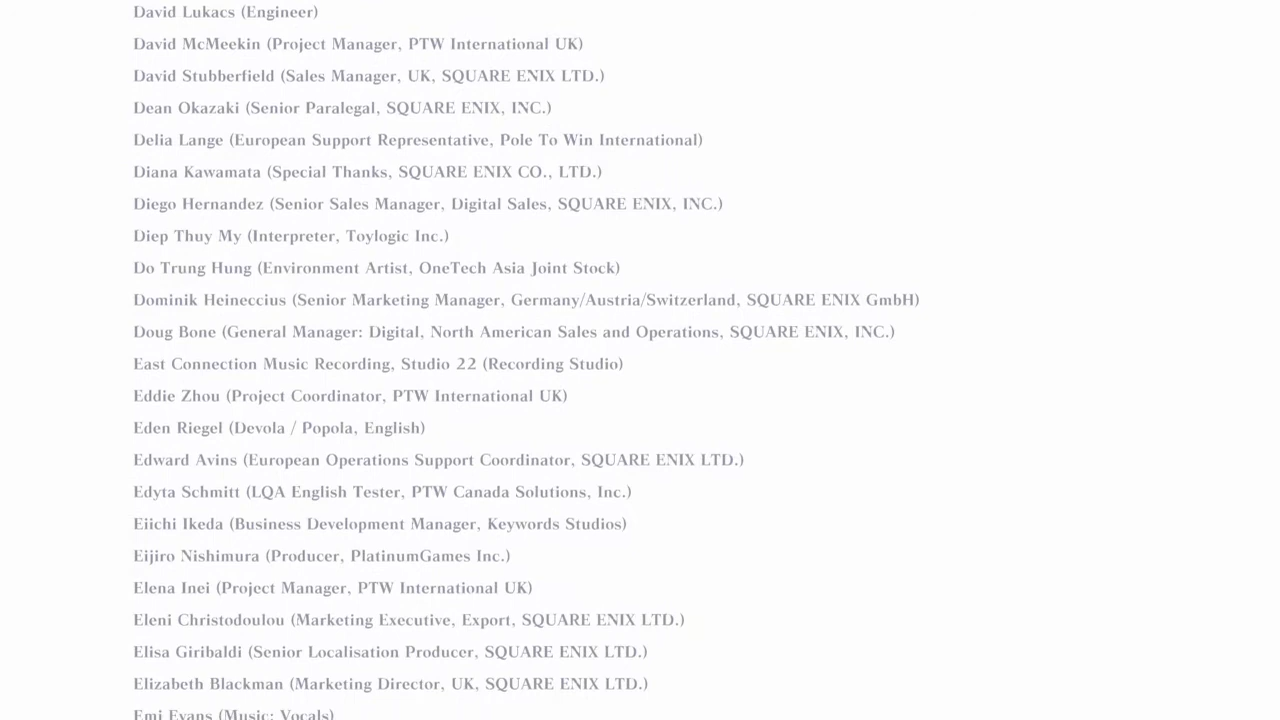 David Lukacs (Engineer)
David McMeekin (Project Manager, PTW International UK)
David Stubberfield (Sales Manager, UK, SQUARE ENIX LTD.)
Dean Okazaki (Senior Paralegal, SQUARE ENIX, INC.)
Delia Lange (European Support Representative, Pole To Win International)
Diana Kawamata (Special Thanks, SQUARE ENIX CO., LTD.)
Diego Hernandez (Senior Sales Manager, Digital Sales, SQUARE ENIX, INC.)
Diep Thuy My (Interpreter, Toylogic Inc.)
Do Trung Hung (Environment Artist, OneTech Asia Joint Stock)
Dominik Heineccius (Senior Marketing Manager, Germany/Austria/Switzerland, SQUARE ENIX GmbH)
Doug Bone (General Manager: Digital, North American Sales and Operations, SQUARE ENIX, INC.)
East Connection Music Recording, Studio 22 (Recording Studio)
Eddie Zhou (Project Coordinator, PTW International UK)
Eden Riegel (Devola / Popola, English)
Edward Avins (European Operations Support Coordinator, SQUARE ENIX LTD.)
Edyta Schmitt (LQA English Tester, PTW Canada Solutions, Inc.)
Eiichi Ikeda (Business Development Manager, Keywords Studios)
Eijiro Nishimura (Producer, PlatinumGames Inc.)
Elena Inei (Project Manager, PTW International UK)
Eleni Christodoulou (Marketing Executive, Export, SQUARE ENIX LTD.)
Elisa Giribaldi (Senior Localisation Producer, SQUARE ENIX LTD.)
Elizabeth Blackman (Marketing Director, UK, SQUARE ENIX LTD.)
Emi Evans (Music: Vocals)